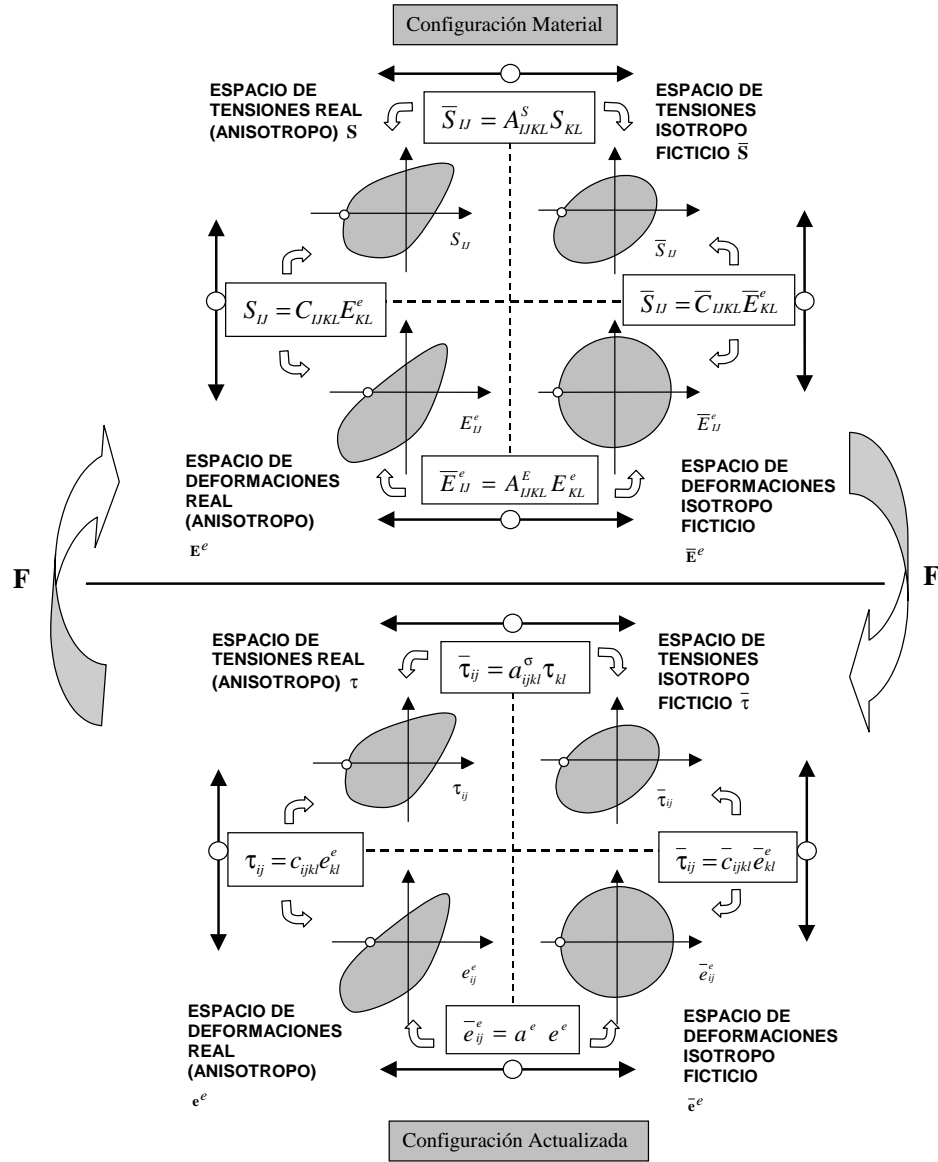 Configuración Material
ESPACIO DE
TENSIONES REAL
(ANISOTROPO) S
S̅_IJ = A^S_IJKL S_KL
ESPACIO DE
TENSIONES
ISOTROPO
FICTICIO S̅
S_IJ
S̅_IJ
S_IJ = C_IJKL E^e_KL
S̅_IJ = C̅_IJKL E̅^e_KL
E^e_IJ
E̅^e_IJ
ESPACIO DE
DEFORMACIONES
REAL
(ANISOTROPO)
E^e
E̅^e_IJ = A^E_IJKL E^e_KL
ESPACIO DE
DEFORMACIONES
ISOTROPO
FICTICIO
E̅^e
F
F
ESPACIO DE
TENSIONES REAL
(ANISOTROPO) τ
τ̅_ij = a^σ_ijkl τ_kl
ESPACIO DE
TENSIONES
ISOTROPO
FICTICIO τ̅
τ_ij
τ̅_ij
τ_ij = c_ijkl e^e_kl
τ̅_ij = c̅_ijkl e̅^e_kl
e^e_ij
e̅^e_ij
ESPACIO DE
DEFORMACIONES
REAL
(ANISOTROPO)
e^e
e̅^e_ij = a^e e^e
ESPACIO DE
DEFORMACIONES
ISOTROPO
FICTICIO
e̅^e
Configuración Actualizada